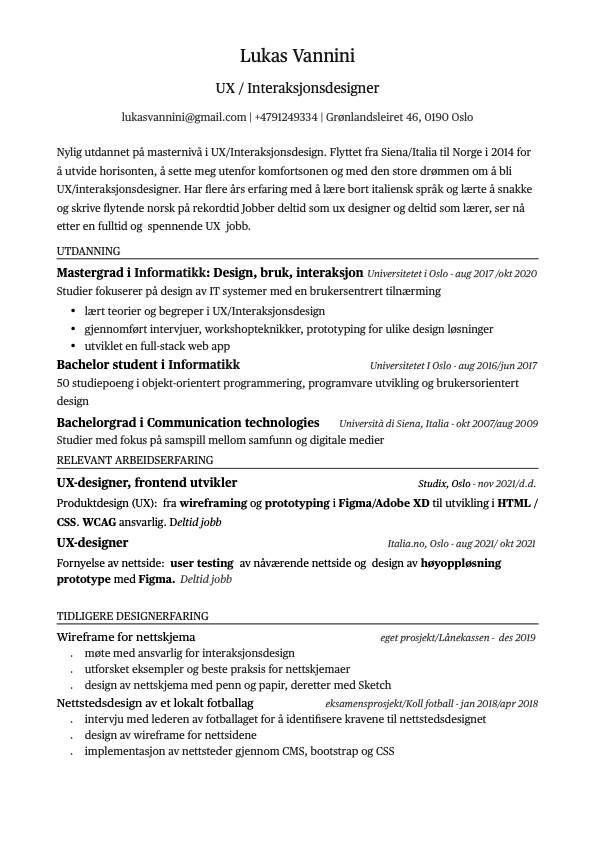 Lukas Vannini
UX / Interaksjonsdesigner
lukasvannini@gmail.com | +4791249334 | Grønlandsleiret 46, 0190 Oslo
Nylig utdannet på masternivå i UX/Interaksjonsdesign. Flyttet fra Siena/Italia til Norge i 2014 for
å utvide horisonten, å sette meg utenfor komfortsonen og med den store drømmen om å bli
UX/interaksjonsdesigner. Har flere års erfaring med å lære bort italiensk språk og lærte å snakke
og skrive flytende norsk på rekordtid Jobber deltid som ux designer og deltid som lærer, ser nå
etter en fulltid og spennende UX jobb.
UTDANNING
Mastergrad i Informatikk: Design, bruk, interaksjon Universitetet i Oslo - aug 2017 /okt 2020
Studier fokuserer på design av IT systemer med en brukersentrert tilnærming
• lært teorier og begreper i UX/Interaksjonsdesign
• gjennomført intervjuer, workshopteknikker, prototyping for ulike design løsninger
• utviklet en full-stack web app
Bachelor student i Informatikk Universitetet I Oslo - aug 2016/jun 2017
50 studiepoeng i objekt-orientert programmering, programvare utvikling og brukersorientert
design
Bachelorgrad i Communication technologies Università di Siena, Italia - okt 2007/aug 2009
Studier med fokus på samspill mellom samfunn og digitale medier
RELEVANT ARBEIDSERFARING
UX-designer, frontend utvikler Studix, Oslo - nov 2021/d.d.
Produktdesign (UX): fra wireframing og prototyping i Figma/Adobe XD til utvikling i HTML /
CSS. WCAG ansvarlig. Deltid jobb
UX-designer Italia.no, Oslo - aug 2021/ okt 2021
Fornyelse av nettside: user testing av nåværende nettside og design av høyoppløsning
prototype med Figma. Deltid jobb
TIDLIGERE DESIGNERFARING
Wireframe for nettskjema eget prosjekt/Lånekassen - des 2019
. møte med ansvarlig for interaksjonsdesign
. utforsket eksempler og beste praksis for nettskjemaer
. design av nettskjema med penn og papir, deretter med Sketch
Nettstedsdesign av et lokalt fotballag eksamensprosjekt/Koll fotball - jan 2018/apr 2018
. intervju med lederen av fotballaget for å identifisere kravene til nettstedsdesignet
. design av wireframe for nettsidene
. implementasjon av nettsteder gjennom CMS, bootstrap og CSS